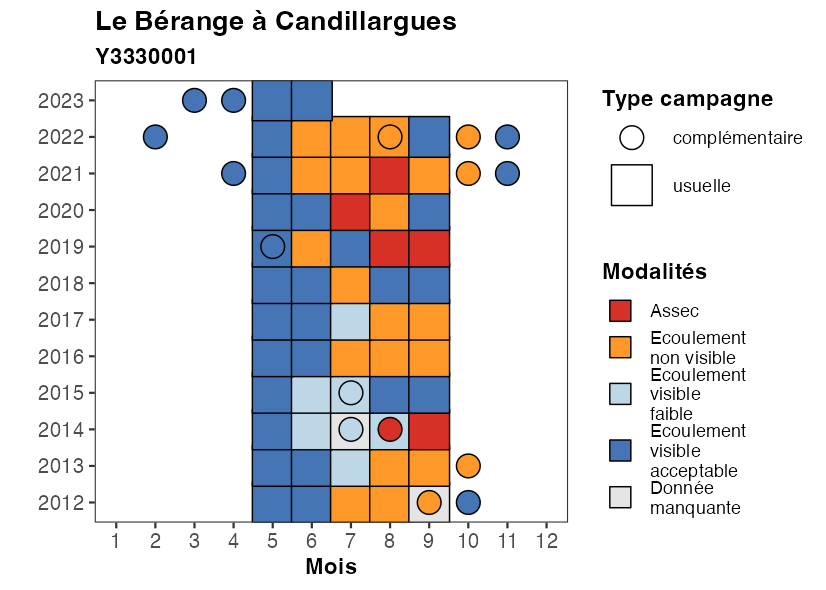 Le Bérange à Candillargues
Y3330001
2023
2022
2021
2020
2019
2018
2017
2016
2015
2014
2013
2012
1 2 3 4 5 6 7 8 9 10 11 12
Mois
Type campagne
complémentaire
usuelle
Modalités
Assec
Ecoulement
non visible
Ecoulement
visible
faible
Ecoulement
visible
acceptable
Donnée
manquante